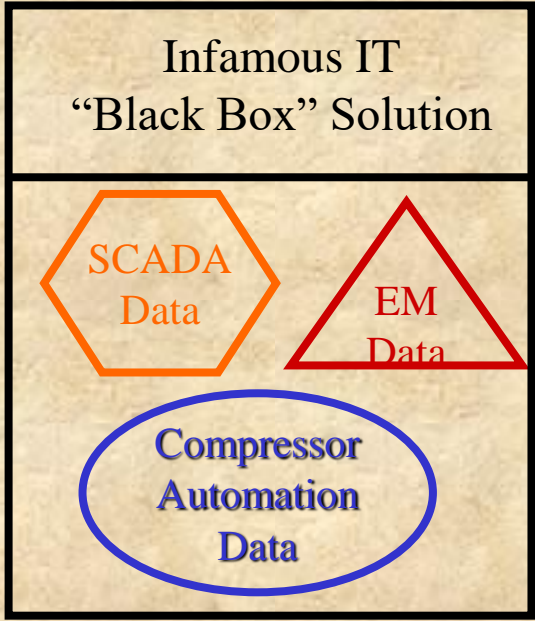 Infamous IT
“Black Box” Solution
SCADA
Data
EM
Data
Compressor
Automation
Data